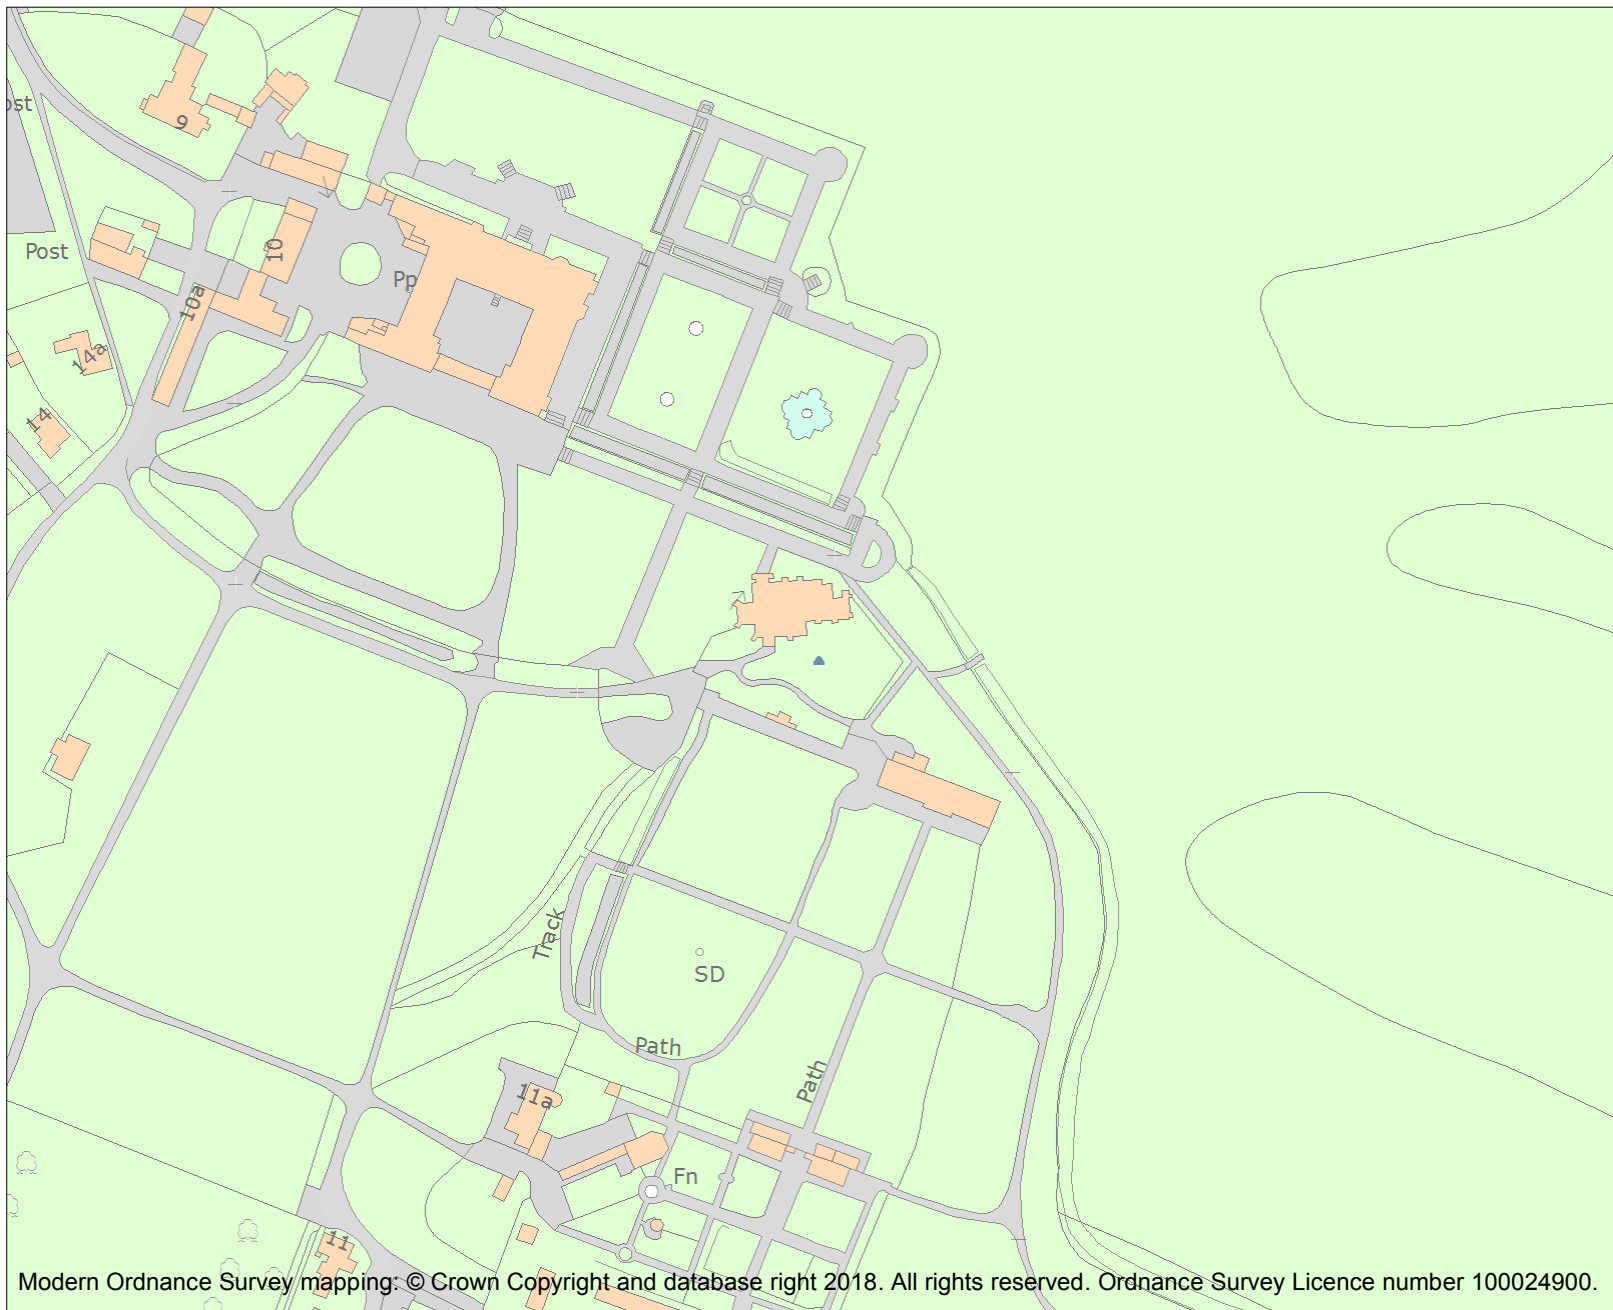 ost
9
Post
10
Pp
10a
14a
14
Track
SD
Path
Path
11a
Fn
11
Modern Ordnance Survey mapping: © Crown Copyright and database right 2018. All rights reserved. Ordnance Survey Licence number 100024900.